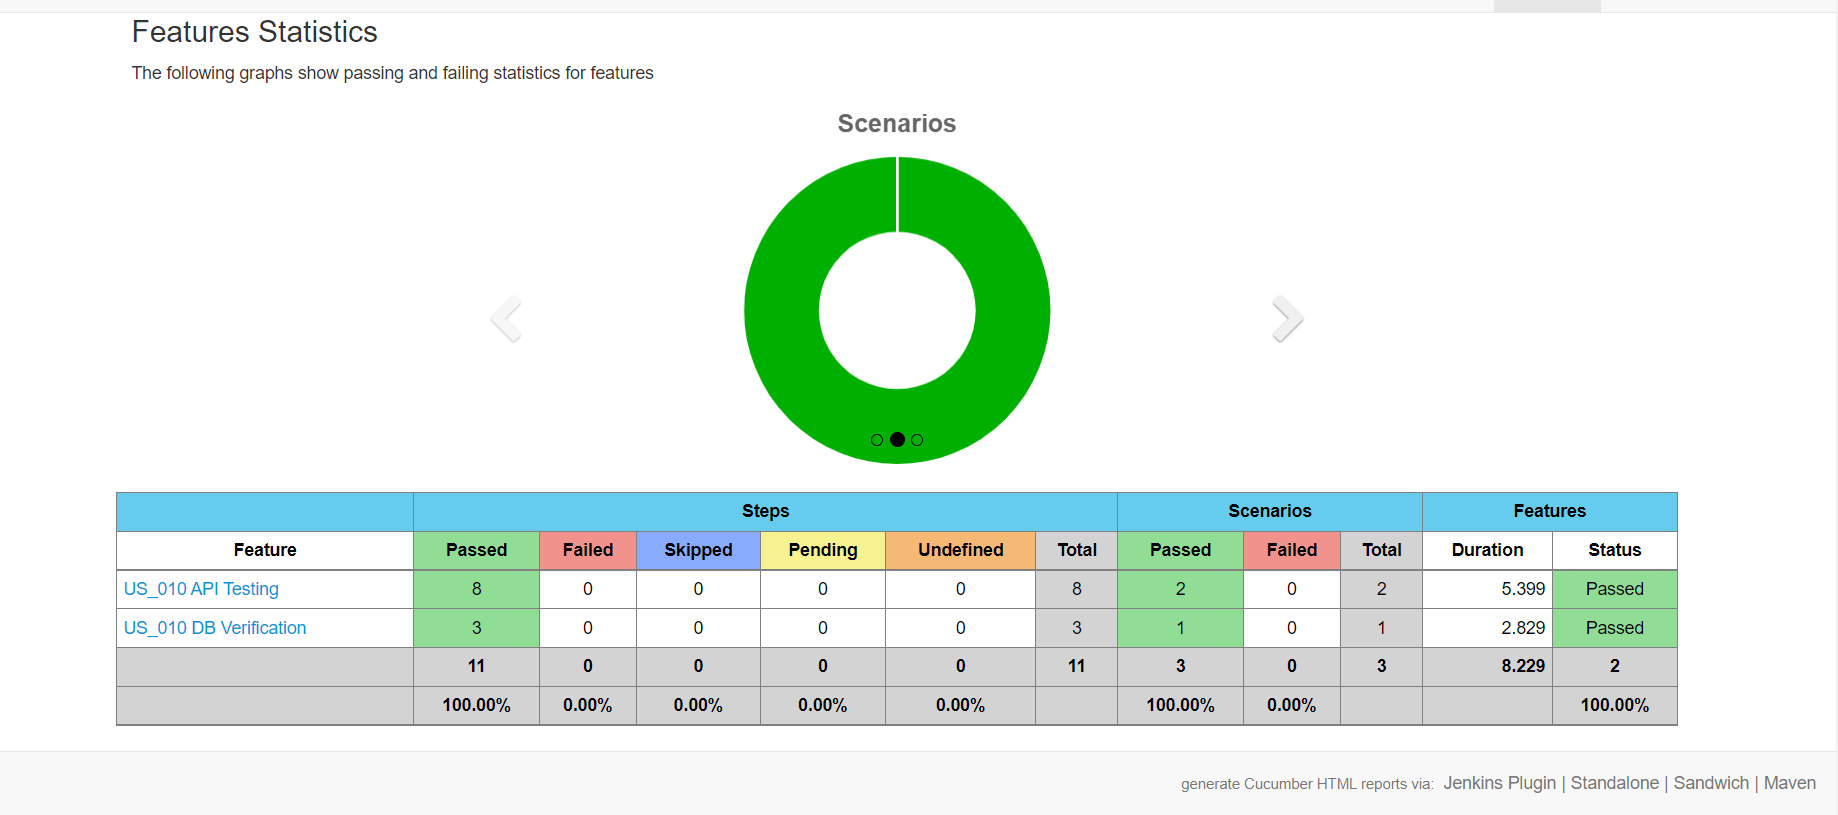 Features Statistics
The following graphs show passing and failing statistics for features
Scenarios
Steps Scenarios Features
Feature Passed Failed Skipped Pending Undefined Total Passed Failed Total Duration Status
US_010 API Testing 8 0 0 0 0 8 2 0 2 5.399 Passed
US_010 DB Verification 3 0 0 0 0 3 1 0 1 2.829 Passed
11 0 0 0 0 11 3 0 3 8.229 2
100.00% 0.00% 0.00% 0.00% 0.00% 100.00% 0.00% 100.00%
generate Cucumber HTML reports via: Jenkins Plugin | Standalone | Sandwich | Maven